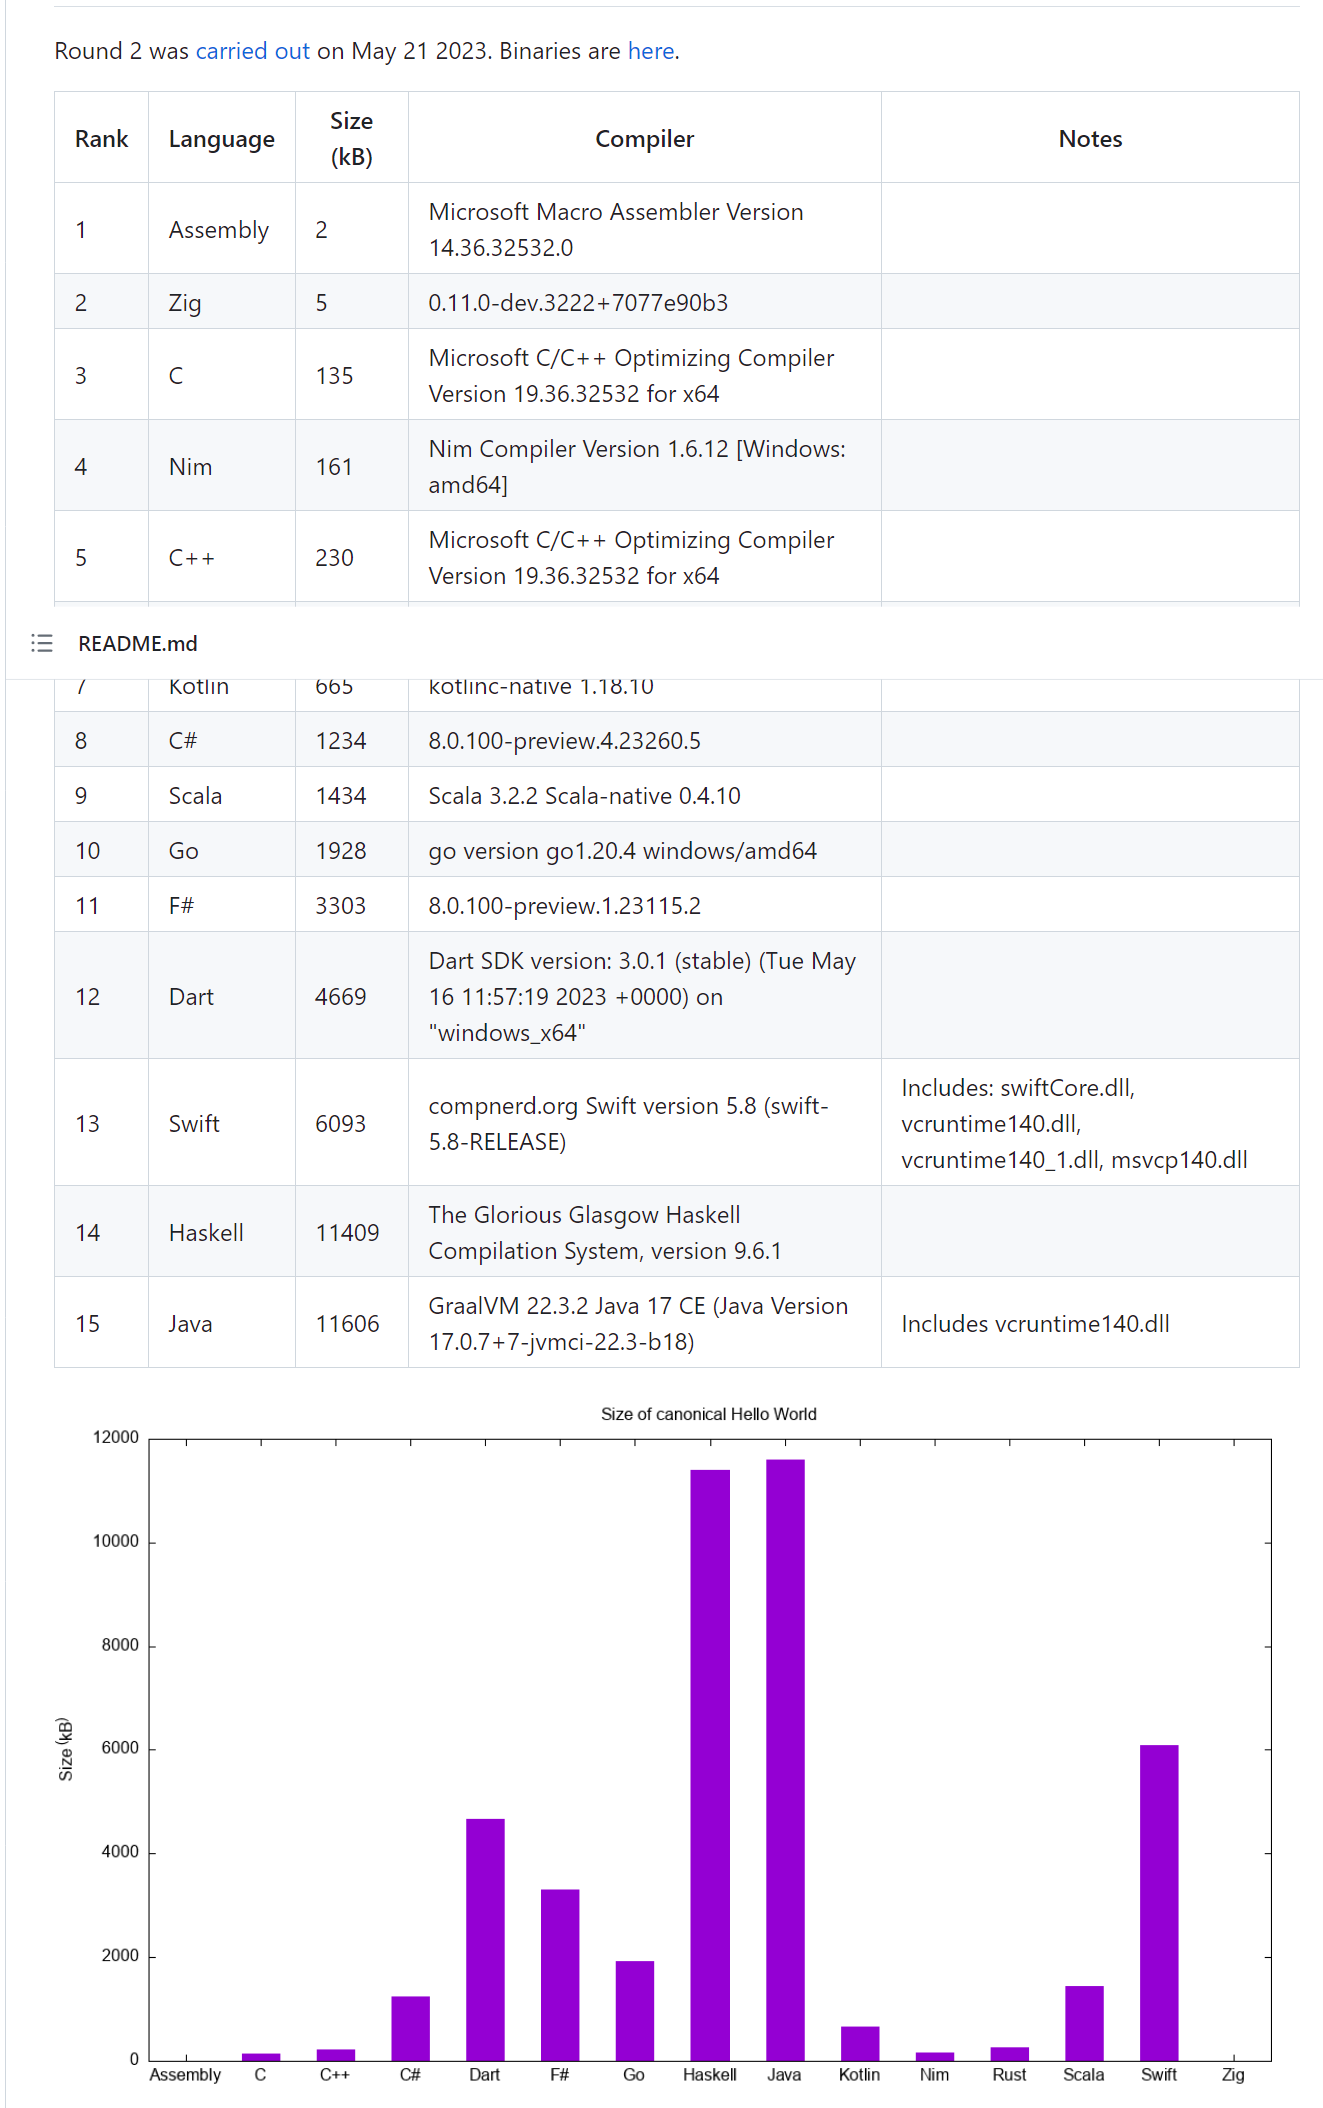 Round 2 was carried out on May 21 2023. Binaries are here.
Rank Language Size (kB) Compiler Notes
1 Assembly 2 Microsoft Macro Assembler Version 14.36.32532.0
2 Zig 5 0.11.0-dev.3222+7077e90b3
3 C 135 Microsoft C/C++ Optimizing Compiler Version 19.36.32532 for x64
4 Nim 161 Nim Compiler Version 1.6.12 [Windows: amd64]
5 C++ 230 Microsoft C/C++ Optimizing Compiler Version 19.36.32532 for x64
README.md
7 Kotlin 665 kotlinc-native 1.18.10
8 C# 1234 8.0.100-preview.4.23260.5
9 Scala 1434 Scala 3.2.2 Scala-native 0.4.10
10 Go 1928 go version go1.20.4 windows/amd64
11 F# 3303 8.0.100-preview.1.23115.2
12 Dart 4669 Dart SDK version: 3.0.1 (stable) (Tue May 16 11:57:19 2023 +0000) on "windows_x64"
13 Swift 6093 compnerd.org Swift version 5.8 (swift-5.8-RELEASE) Includes: swiftCore.dll, vcruntime140.dll, vcruntime140_1.dll, msvcp140.dll
14 Haskell 11409 The Glorious Glasgow Haskell Compilation System, version 9.6.1
15 Java 11606 GraalVM 22.3.2 Java 17 CE (Java Version 17.0.7+7-jvmci-22.3-b18) Includes vcruntime140.dll
Size of canonical Hello World
12000
10000
8000
6000
4000
2000
0
Size (kB)
Assembly C C++ C# Dart F# Go Haskell Java Kotlin Nim Rust Scala Swift Zig